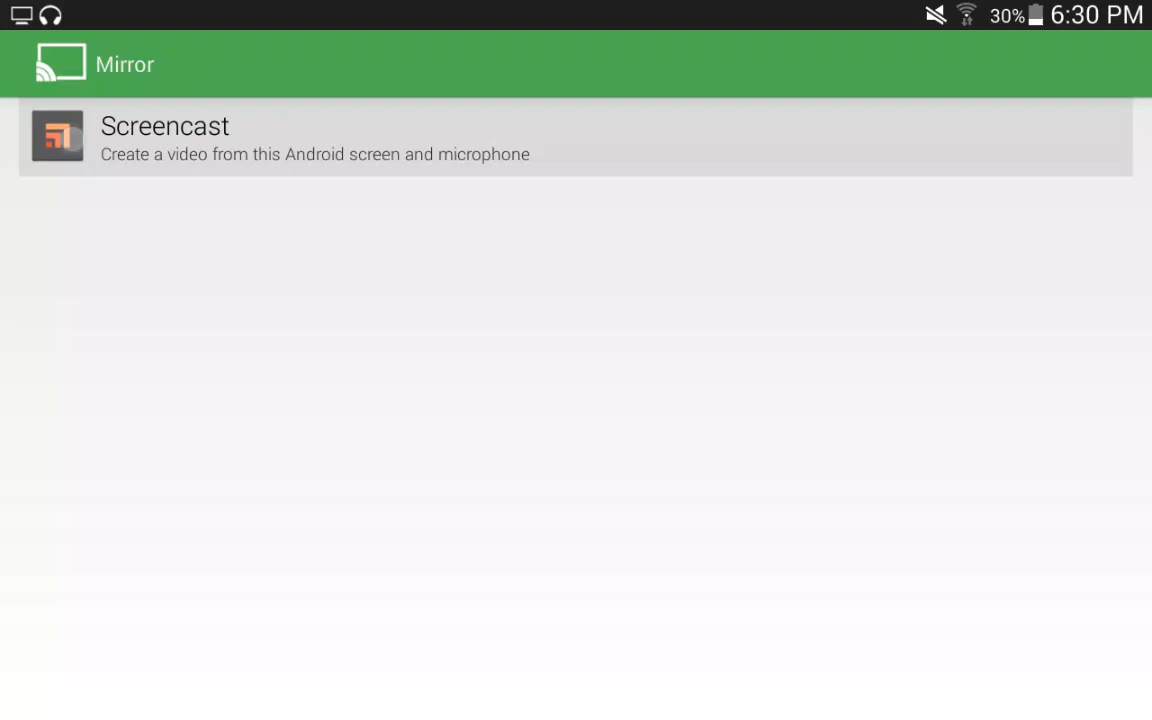 30% 6:30 PM
Mirror
Screencast
Create a video from this Android screen and microphone